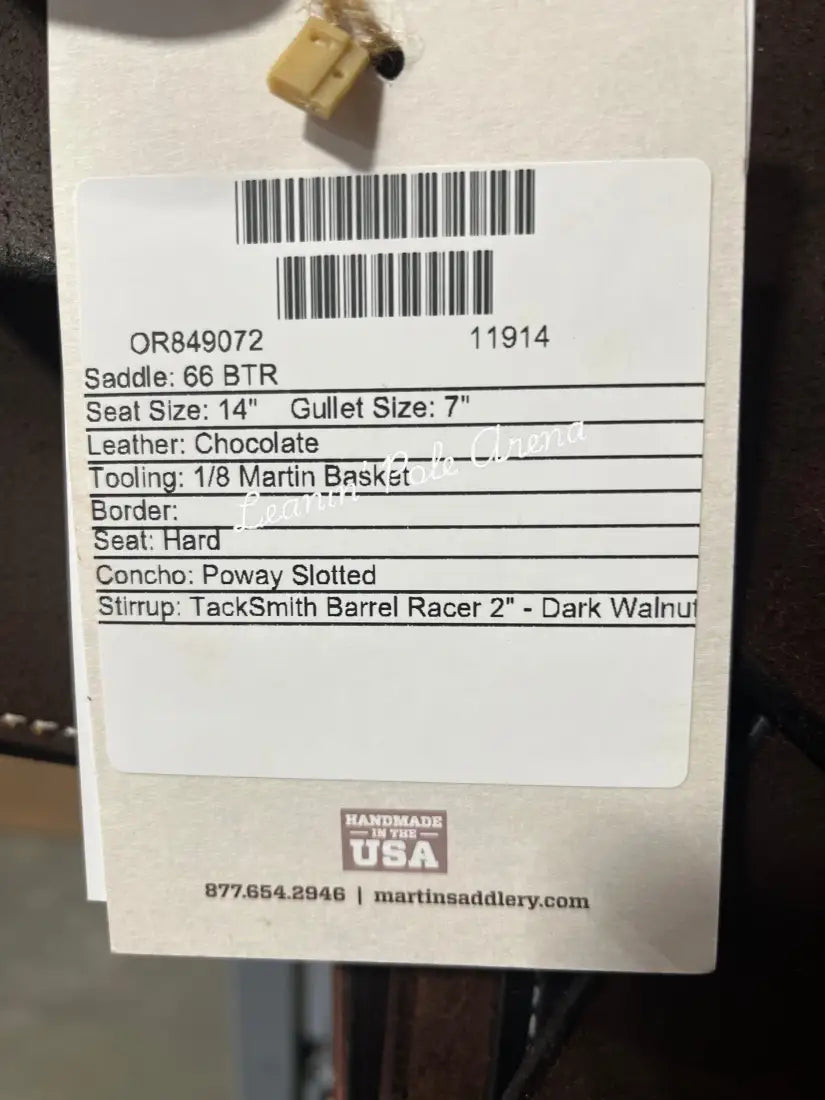 OR849072 11914
Saddle: 66 BTR
Seat Size: 14" Gullet Size: 7"
Leather: Chocolate
Tooling: 1/8 Martin Basket
Leanin' Pole Arena
Border:
Seat: Hard
Concho: Poway Slotted
Stirrup: TackSmith Barrel Racer 2" - Dark Walnut
HANDMADE
IN THE
USA
877.654.2946 | martinsaddlery.com